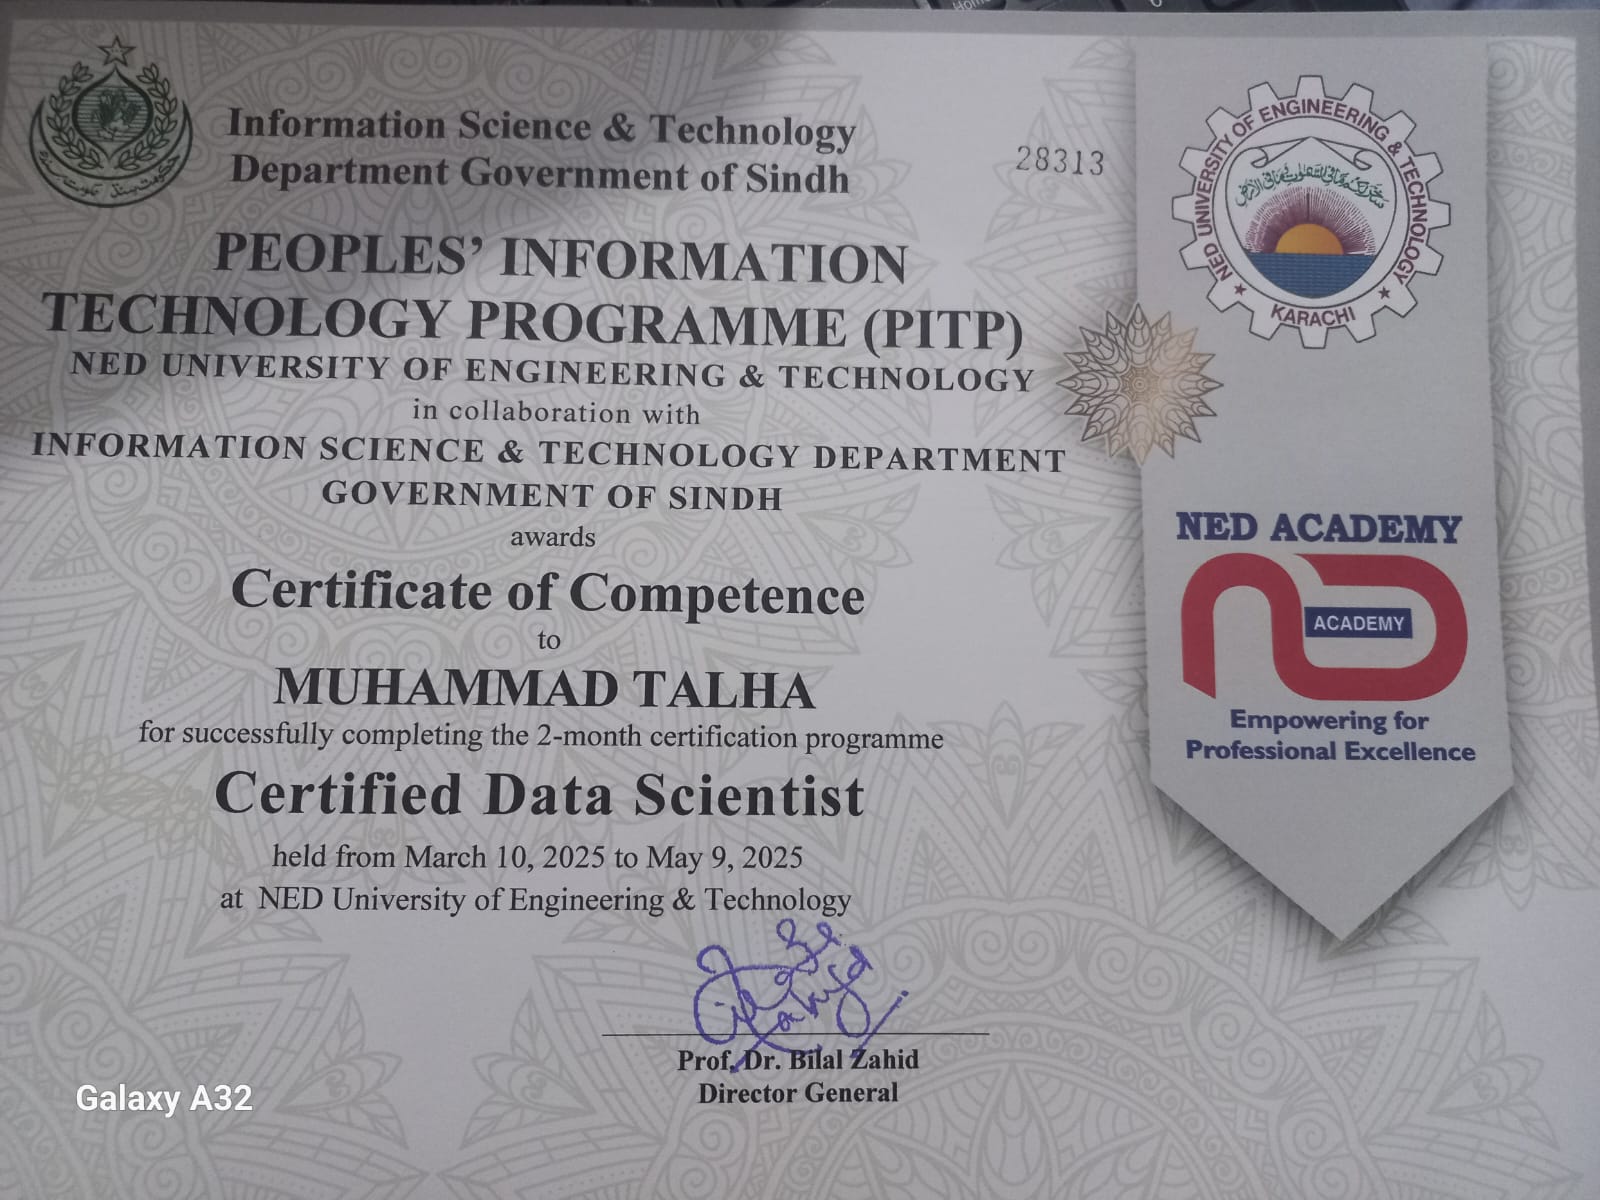 Information Science & Technology
Department Government of Sindh
28313
PEOPLES' INFORMATION
TECHNOLOGY PROGRAMME (PITP)
NED UNIVERSITY OF ENGINEERING & TECHNOLOGY
in collaboration with
INFORMATION SCIENCE & TECHNOLOGY DEPARTMENT
GOVERNMENT OF SINDH
awards
Certificate of Competence
to
MUHAMMAD TALHA
for successfully completing the 2-month certification programme
Certified Data Scientist
held from March 10, 2025 to May 9, 2025
at NED University of Engineering & Technology
Prof. Dr. Bilal Zahid
Director General
NED UNIVERSITY OF ENGINEERING & TECHNOLOGY
KARACHI
NED ACADEMY
ACADEMY
Empowering for
Professional Excellence
Galaxy A32